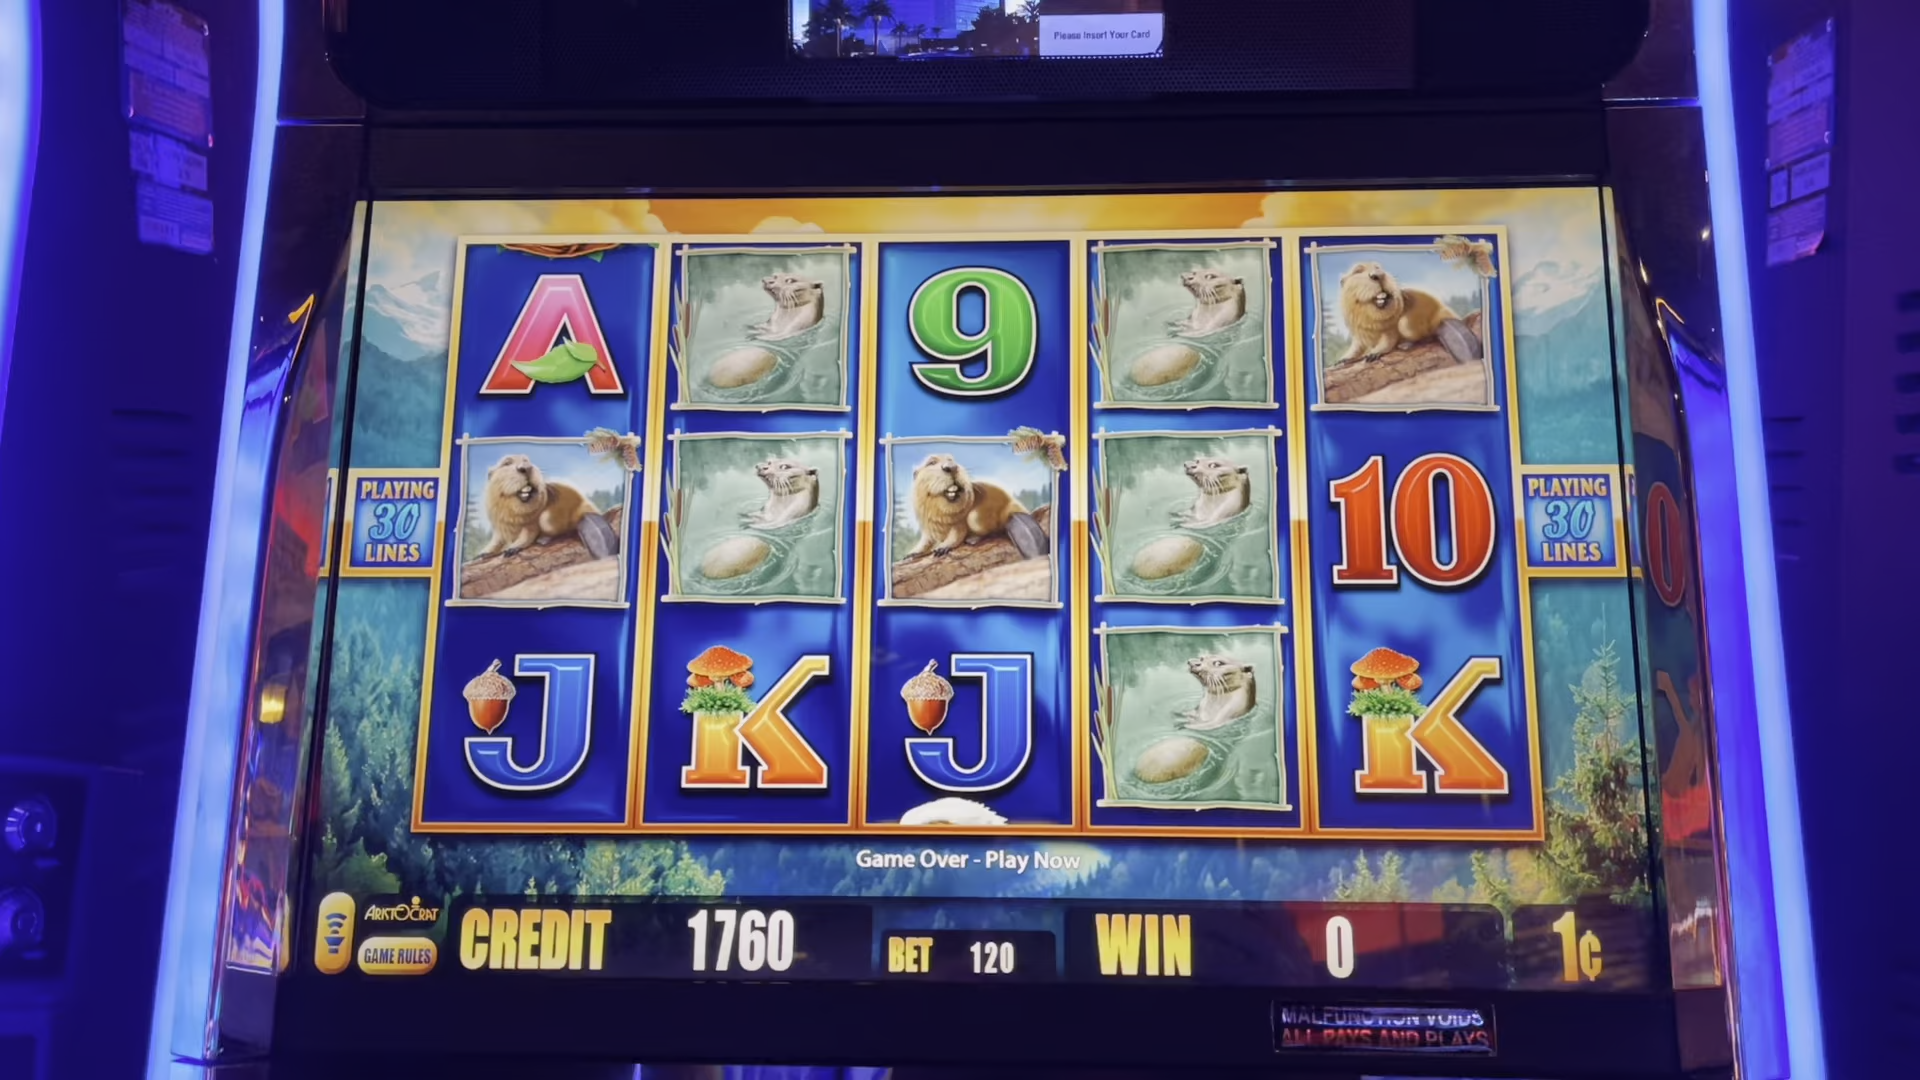 Please Insert Your Card
A
9
PLAYING
30
LINES
10
PLAYING
30
LINES
J
K
J
K
Game Over - Play Now
ARISTOCRAT
GAME RULES
CREDIT 1760
BET 120
WIN 0
1¢
MALFUNCTION VOIDS
ALL PAYS AND PLAYS